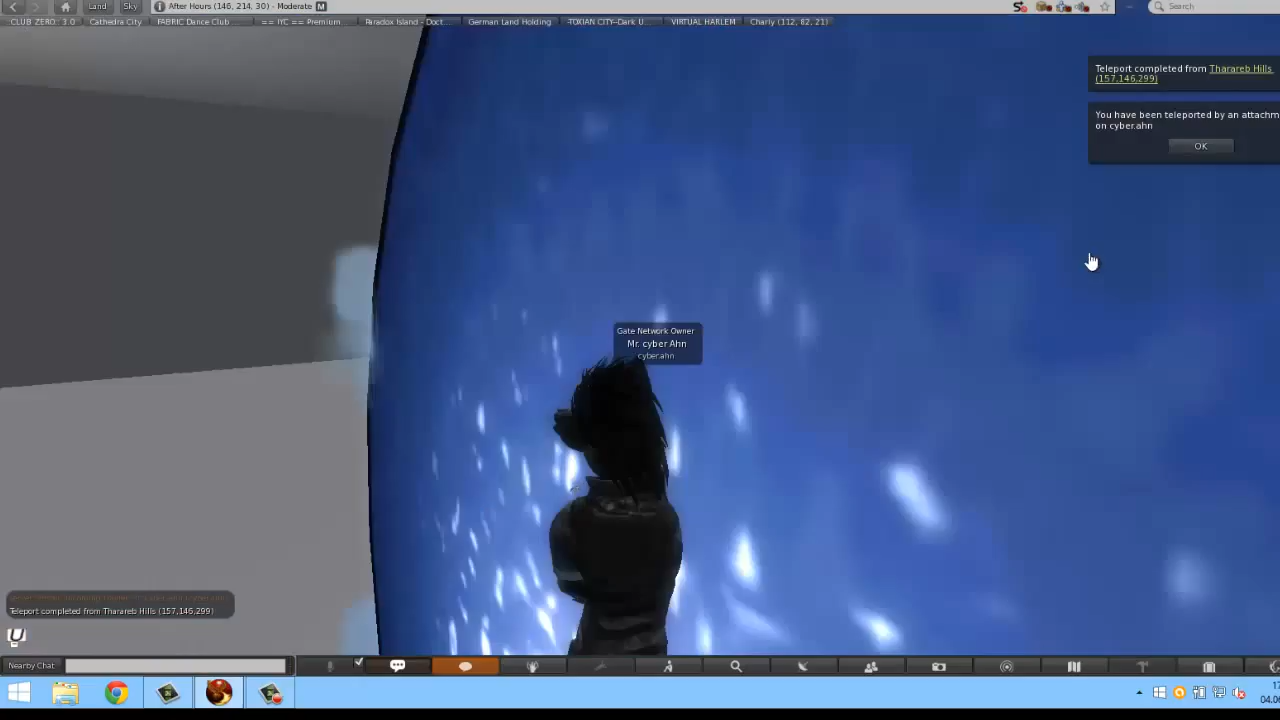 Land
Sky
After Hours (146, 214, 30) - Moderate
M
Search
CLUB ZERO: 3.0
Cathedra City
FABRIC Dance Club ...
== IYC == Premium...
Paradox Island - Doct...
German Land Holding
-TOXIAN CITY--Dark U...
VIRTUAL HARLEM
Charly (112, 82, 21)
Teleport completed from Tharareb Hills
(157,146,299)
You have been teleported by an attachm
on cyber.ahn
OK
Gate Network Owner
Mr. cyber Ahn
cyber.ahn
Teleport completed from Tharareb Hills (157,146,299)
U
Nearby Chat
17
04.0